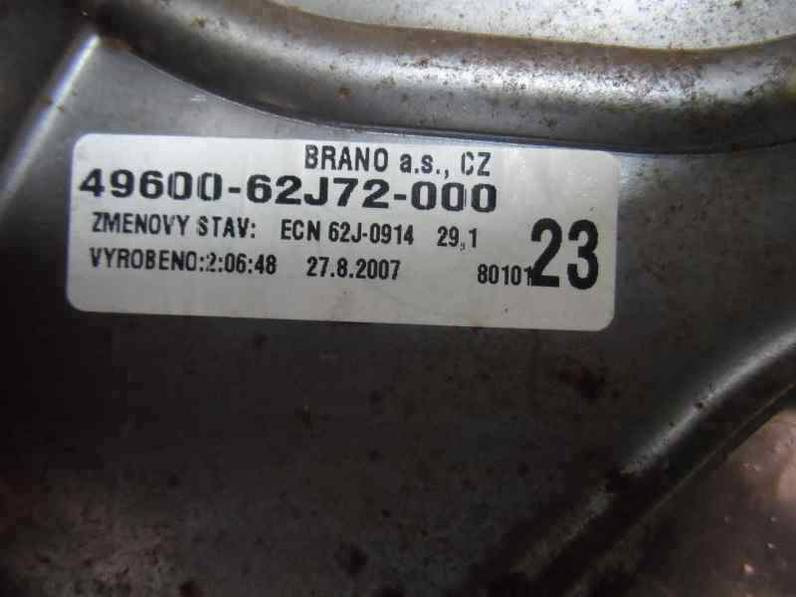 BRANO a.s., CZ
49600-62J72-000
ZMENOVY STAV: ECN 62J-0914 29,1
VYROBENO:2:06:48 27.8.2007 80101 23